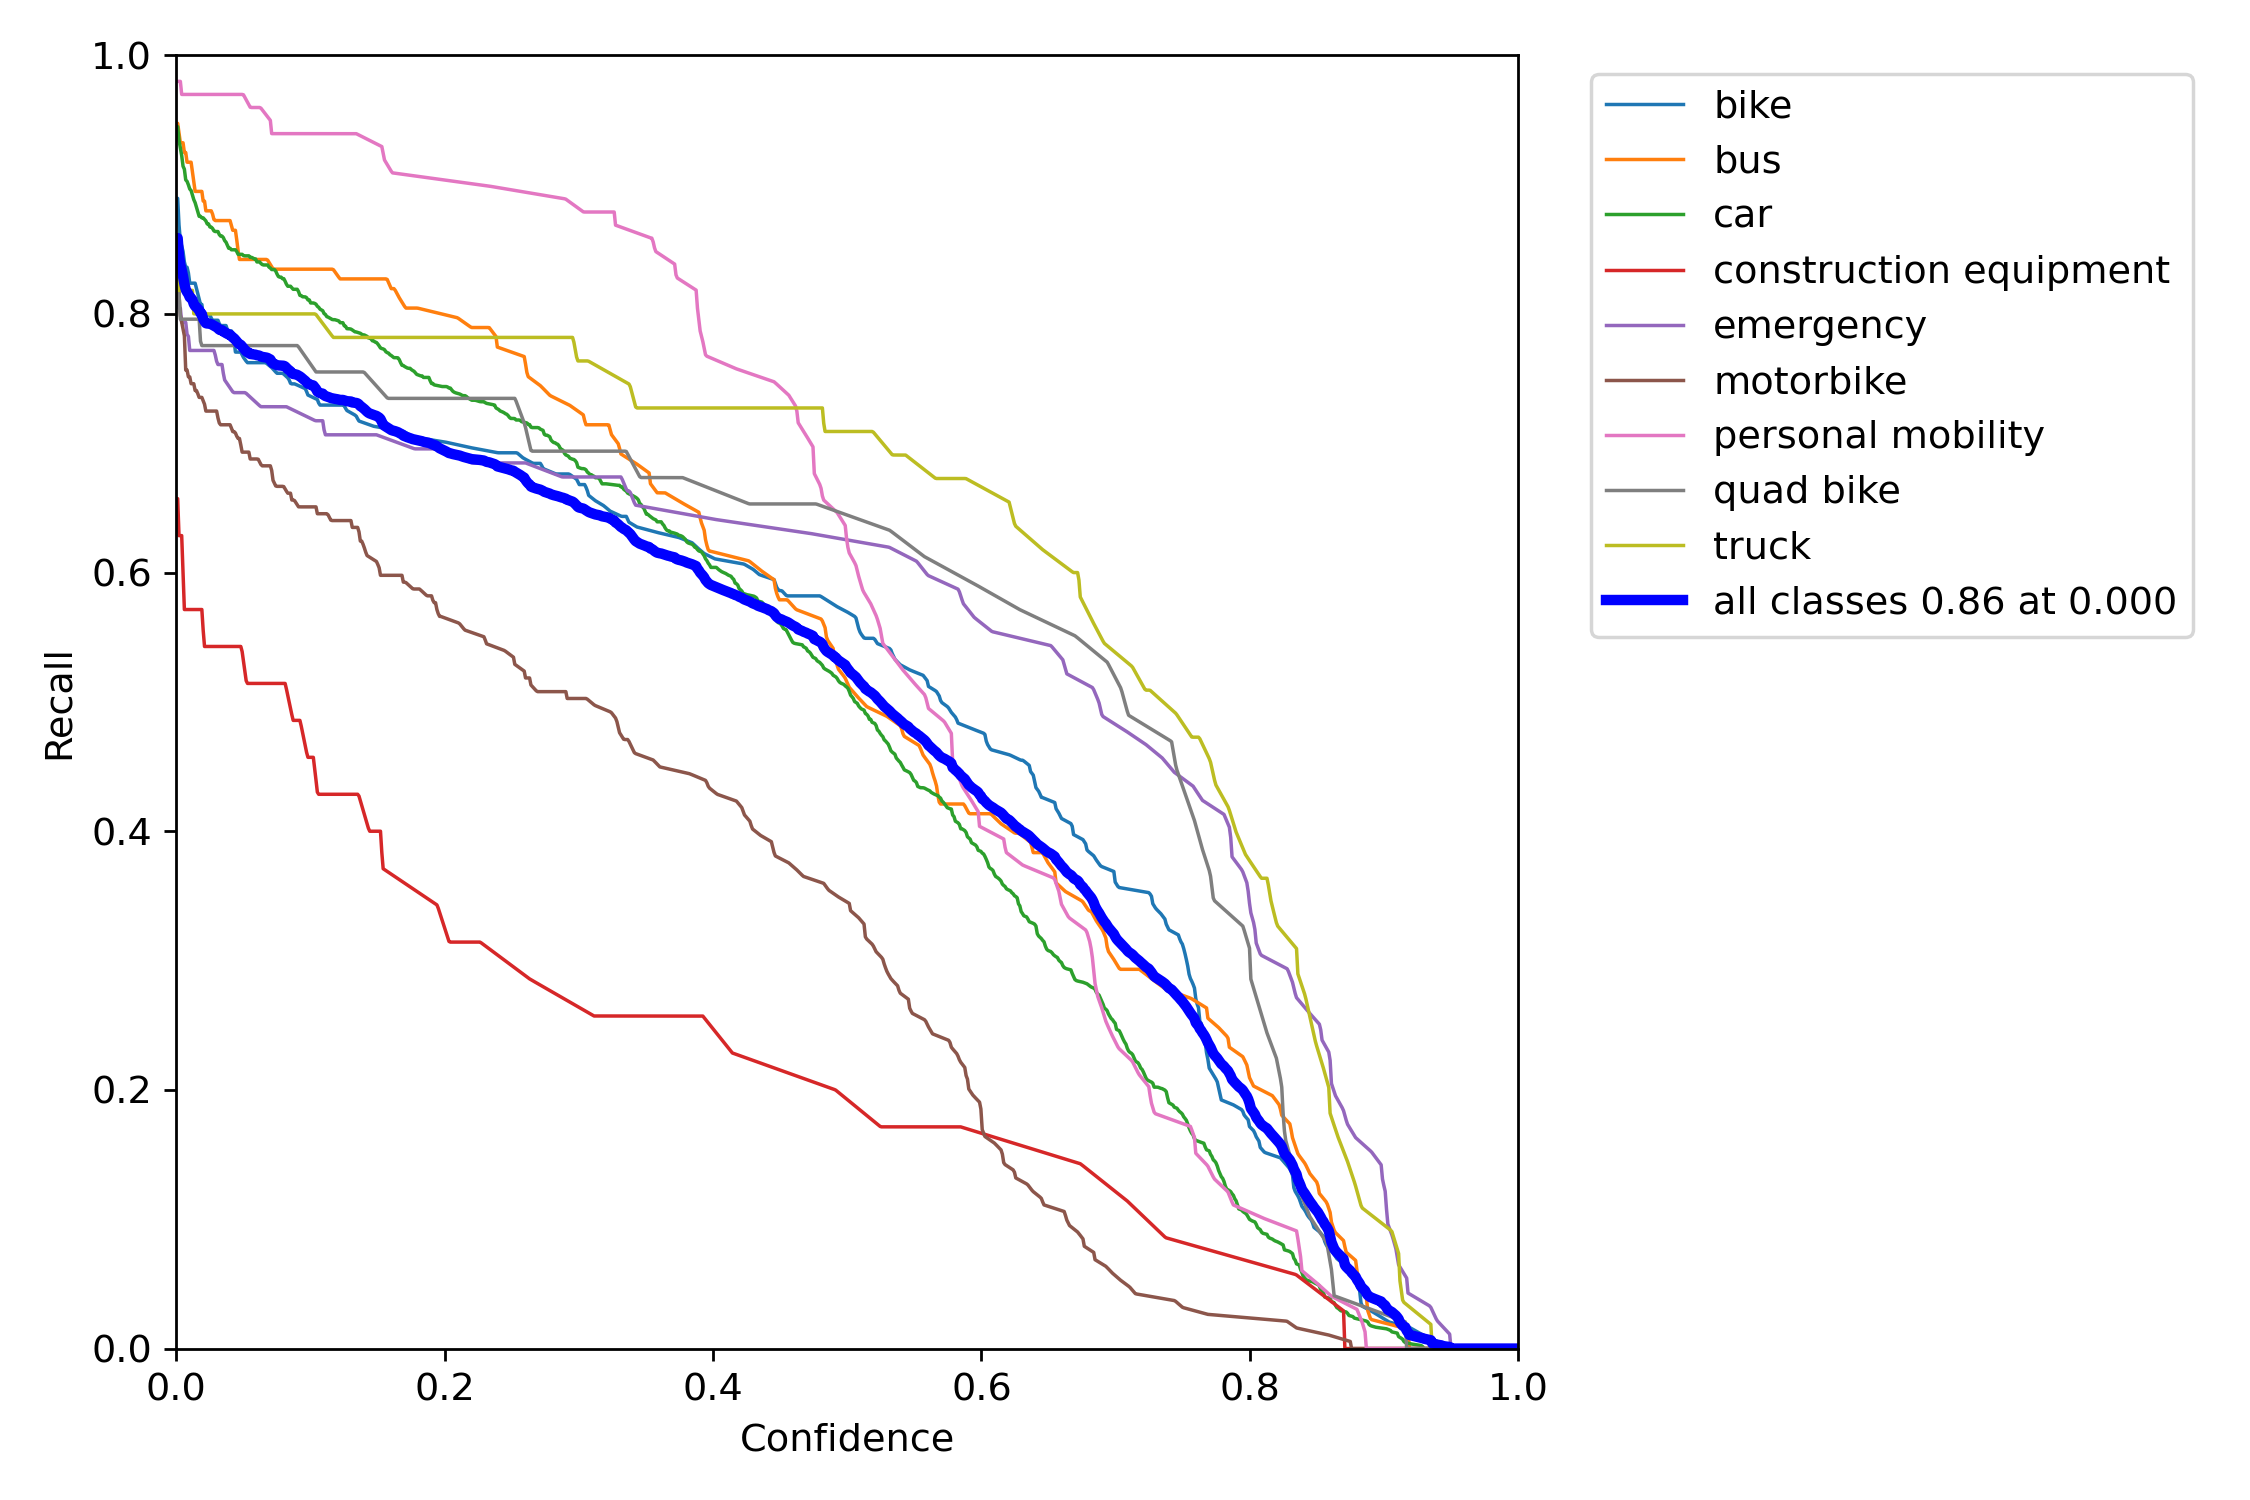 1.0
0.8
0.6
0.4
0.2
0.0
Recall
0.0 0.2 0.4 0.6 0.8 1.0
Confidence
bike
bus
car
construction equipment
emergency
motorbike
personal mobility
quad bike
truck
all classes 0.86 at 0.000